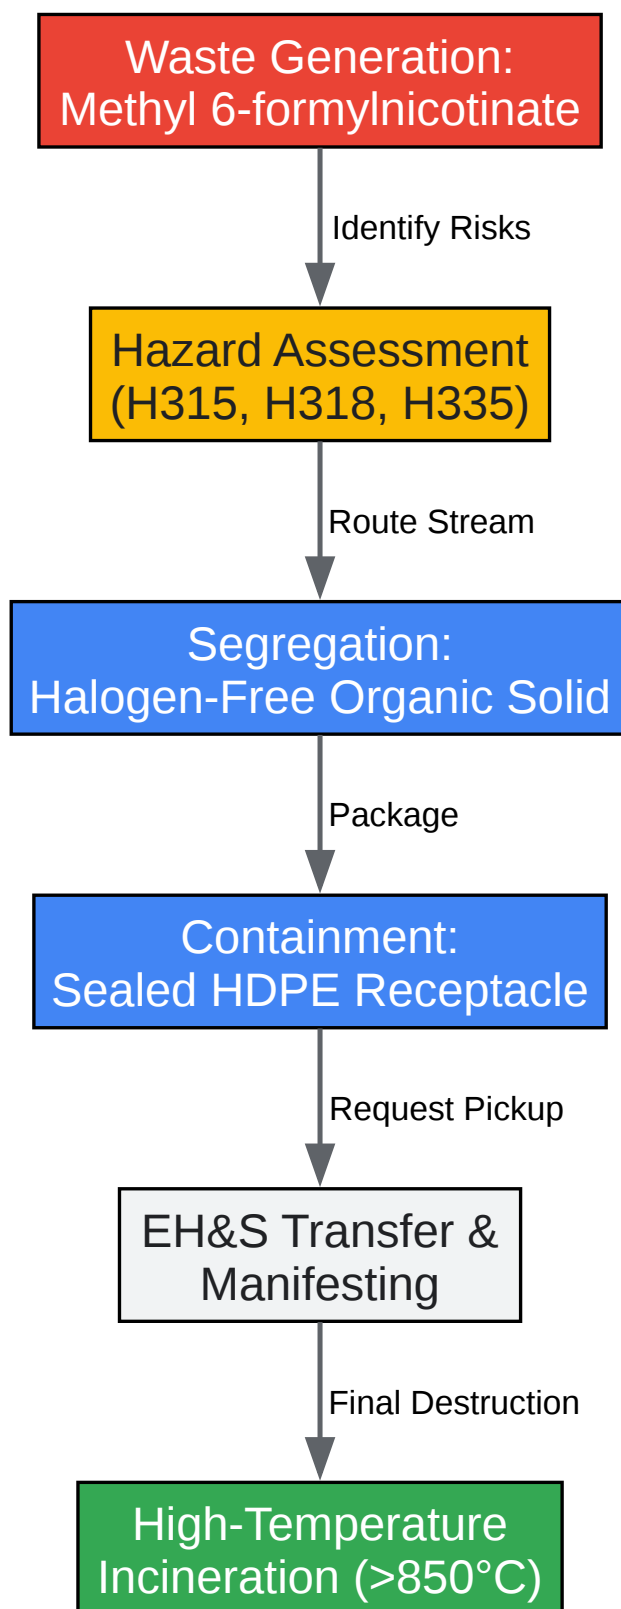 Waste Generation:
Methyl 6-formylnicotinate
Identify Risks
Hazard Assessment
(H315, H318, H335)
Route Stream
Segregation:
Halogen-Free Organic Solid
Package
Containment:
Sealed HDPE Receptacle
Request Pickup
EH&S Transfer &
Manifesting
Final Destruction
High-Temperature
Incineration (>850°C)